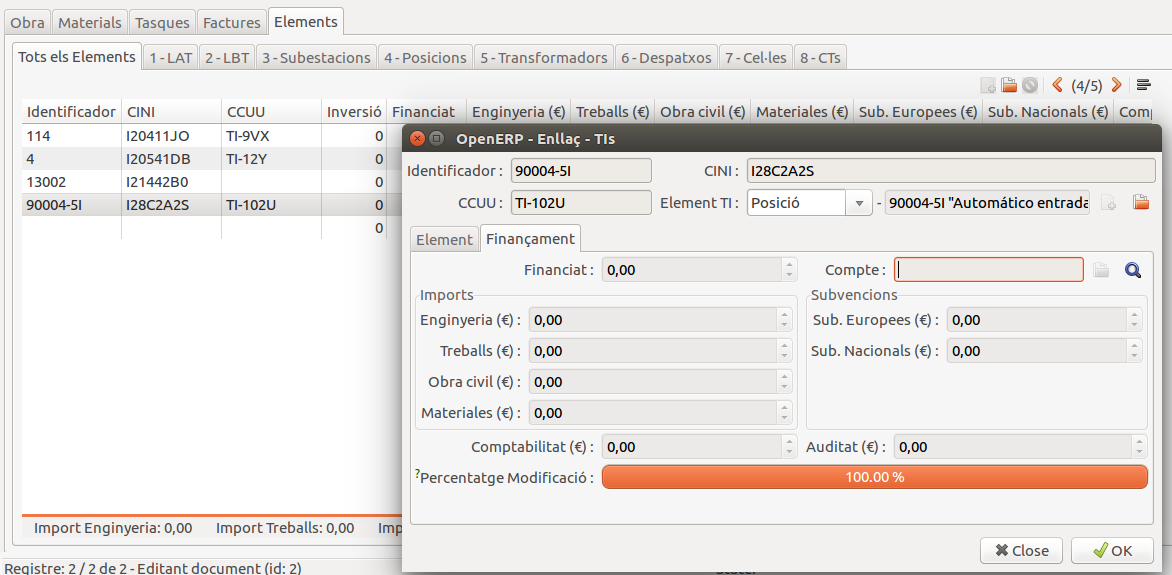 Obra Materials Tasques Factures Elements
Tots els Elements 1 - LAT 2 - LBT 3 - Subestacions 4 - Posicions 5 - Transformadors 6 - Despatxos 7 - Cel·les 8 - CTs
(4/5)
Identificador CINI CCUU Inversió Financiat Enginyeria (€) Treballs (€) Obra civil (€) Materiales (€) Sub. Europees (€) Sub. Nacionals (€) Comp
114 I20411JO TI-9VX 0
4 I20541DB TI-12Y 0
13002 I21442B0 0
90004-5I I28C2A2S TI-102U 0
0
OpenERP - Enllaç - TIs
Identificador : 90004-5I CINI : I28C2A2S
CCUU : TI-102U Element TI : Posició - 90004-5I "Automático entrada
Element Finançament
Financiat : 0,00 Compte :
Imports Subvencions
Enginyeria (€) : 0,00 Sub. Europees (€) : 0,00
Treballs (€) : 0,00 Sub. Nacionals (€) : 0,00
Obra civil (€) : 0,00
Materiales (€) : 0,00
Comptabilitat (€) : 0,00 Auditat (€) : 0,00
? Percentatge Modificació : 100.00 %
Import Enginyeria: 0,00 Import Treballs: 0,00 Imp
Close OK
Registre: 2 / 2 de 2 - Editant document (id: 2)